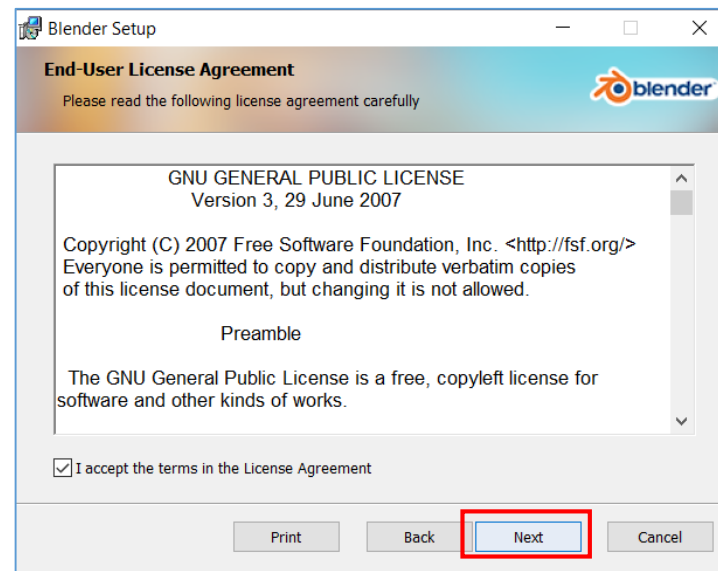 Blender Setup
End-User License Agreement
Please read the following license agreement carefully
blender
GNU GENERAL PUBLIC LICENSE
Version 3, 29 June 2007
Copyright (C) 2007 Free Software Foundation, Inc. <http://fsf.org/>
Everyone is permitted to copy and distribute verbatim copies
of this license document, but changing it is not allowed.
Preamble
The GNU General Public License is a free, copyleft license for
software and other kinds of works.
I accept the terms in the License Agreement
Print Back Next Cancel